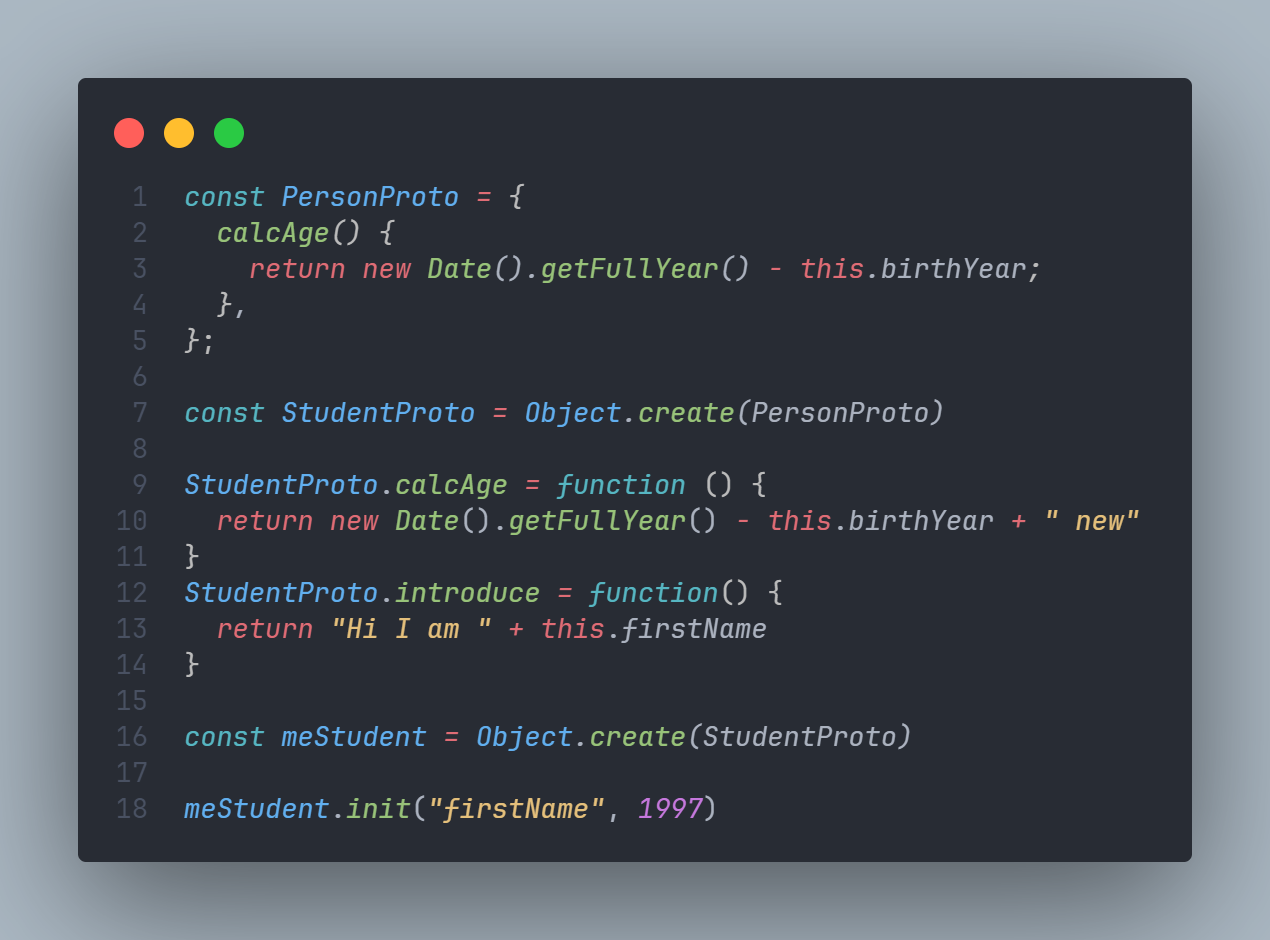 1 const PersonProto = {
2   calcAge() {
3     return new Date().getFullYear() - this.birthYear;
4   },
5 };
6
7 const StudentProto = Object.create(PersonProto)
8
9 StudentProto.calcAge = function () {
10   return new Date().getFullYear() - this.birthYear + " new"
11 }
12 StudentProto.introduce = function() {
13   return "Hi I am " + this.firstName
14 }
15
16 const meStudent = Object.create(StudentProto)
17
18 meStudent.init("firstName", 1997)